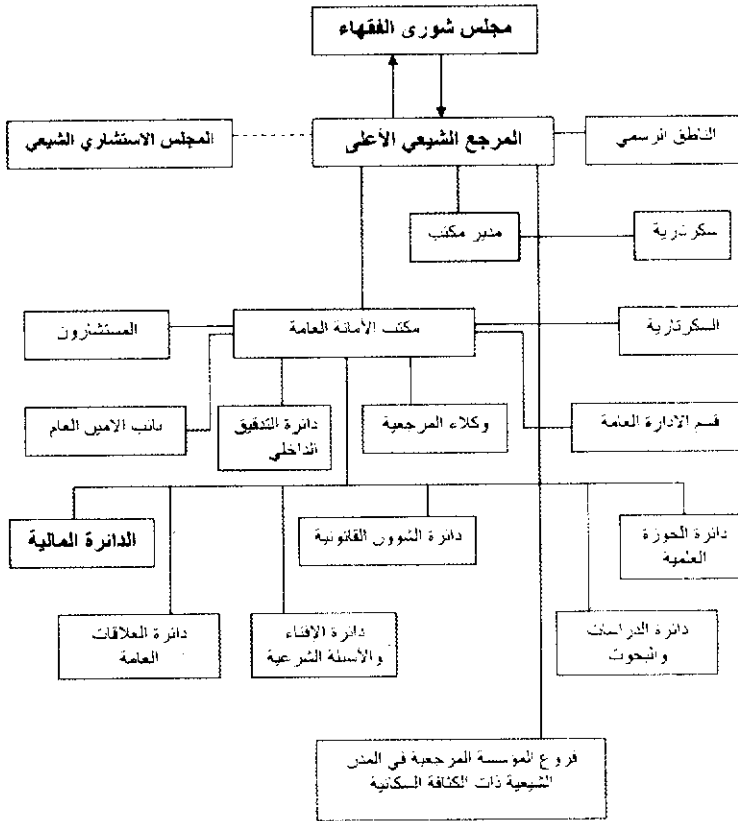 مجلس شورى الفقهاء
الناطق الرسمي
المرجع الشيعي الأعلى
المجلس الاستشاري الشيعي
سكرتارية
مدير مكتب
السكرتارية
مكتب الأمانة العامة
المستشارون
قسم الادارة العامة
وكلاء المرجعية
دائرة التدقيق
الداخلي
نائب الامين العام
دائرة الحوزة
العلمية
دائرة الشؤون القانونية
الدائرة المالية
دائرة الدراسات
والبحوث
دائرة الافتاء
والأسئلة الشرعية
دائرة العلاقات
العامة
فروع المؤسسة المرجعية في المدن
الشيعية ذات الكثافة السكانية